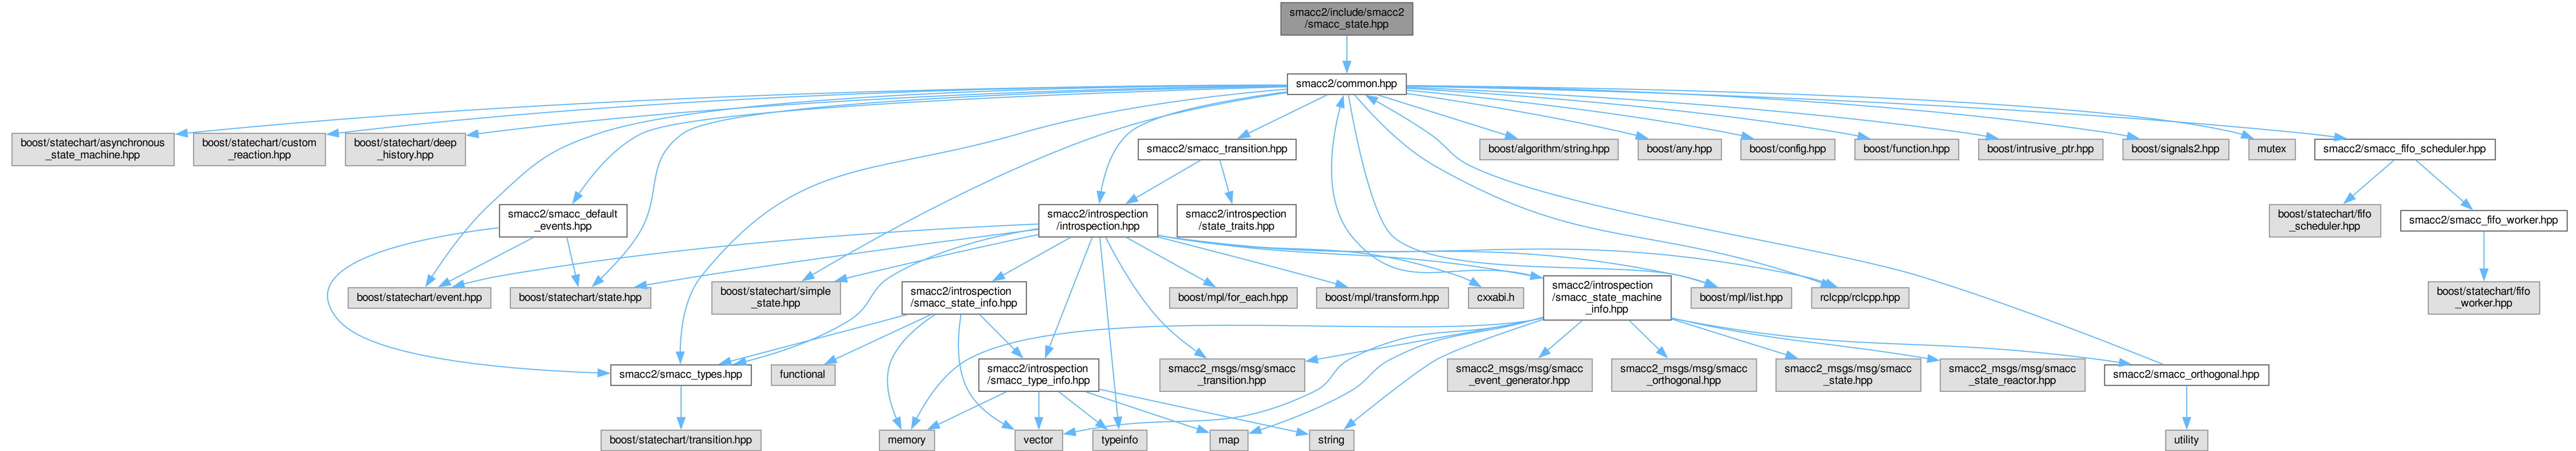 smacc2/include/smacc2
/smacc_state.hpp
smacc2/common.hpp
boost/statechart/asynchronous
_state_machine.hpp
boost/statechart/custom
_reaction.hpp
boost/statechart/deep
_history.hpp
smacc2/smacc_transition.hpp
boost/algorithm/string.hpp
boost/any.hpp
boost/config.hpp
boost/function.hpp
boost/intrusive_ptr.hpp
boost/signals2.hpp
mutex
smacc2/smacc_fifo_scheduler.hpp
smacc2/smacc_default
_events.hpp
smacc2/introspection
/introspection.hpp
smacc2/introspection
/state_traits.hpp
boost/statechart/fifo
_scheduler.hpp
smacc2/smacc_fifo_worker.hpp
boost/statechart/event.hpp
boost/statechart/state.hpp
boost/statechart/simple
_state.hpp
smacc2/introspection
/smacc_state_info.hpp
boost/mpl/for_each.hpp
boost/mpl/transform.hpp
cxxabi.h
smacc2/introspection
/smacc_state_machine
_info.hpp
boost/mpl/list.hpp
rclcpp/rclcpp.hpp
boost/statechart/fifo
_worker.hpp
smacc2/smacc_types.hpp
functional
smacc2/introspection
/smacc_type_info.hpp
smacc2_msgs/msg/smacc
_transition.hpp
smacc2_msgs/msg/smacc
_event_generator.hpp
smacc2_msgs/msg/smacc
_orthogonal.hpp
smacc2_msgs/msg/smacc
_state.hpp
smacc2_msgs/msg/smacc
_state_reactor.hpp
smacc2/smacc_orthogonal.hpp
boost/statechart/transition.hpp
memory
vector
typeinfo
map
string
utility